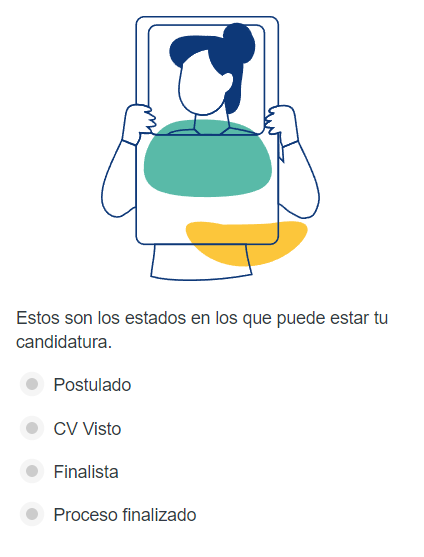 Estos son los estados en los que puede estar tu
candidatura.
Postulado
CV Visto
Finalista
Proceso finalizado